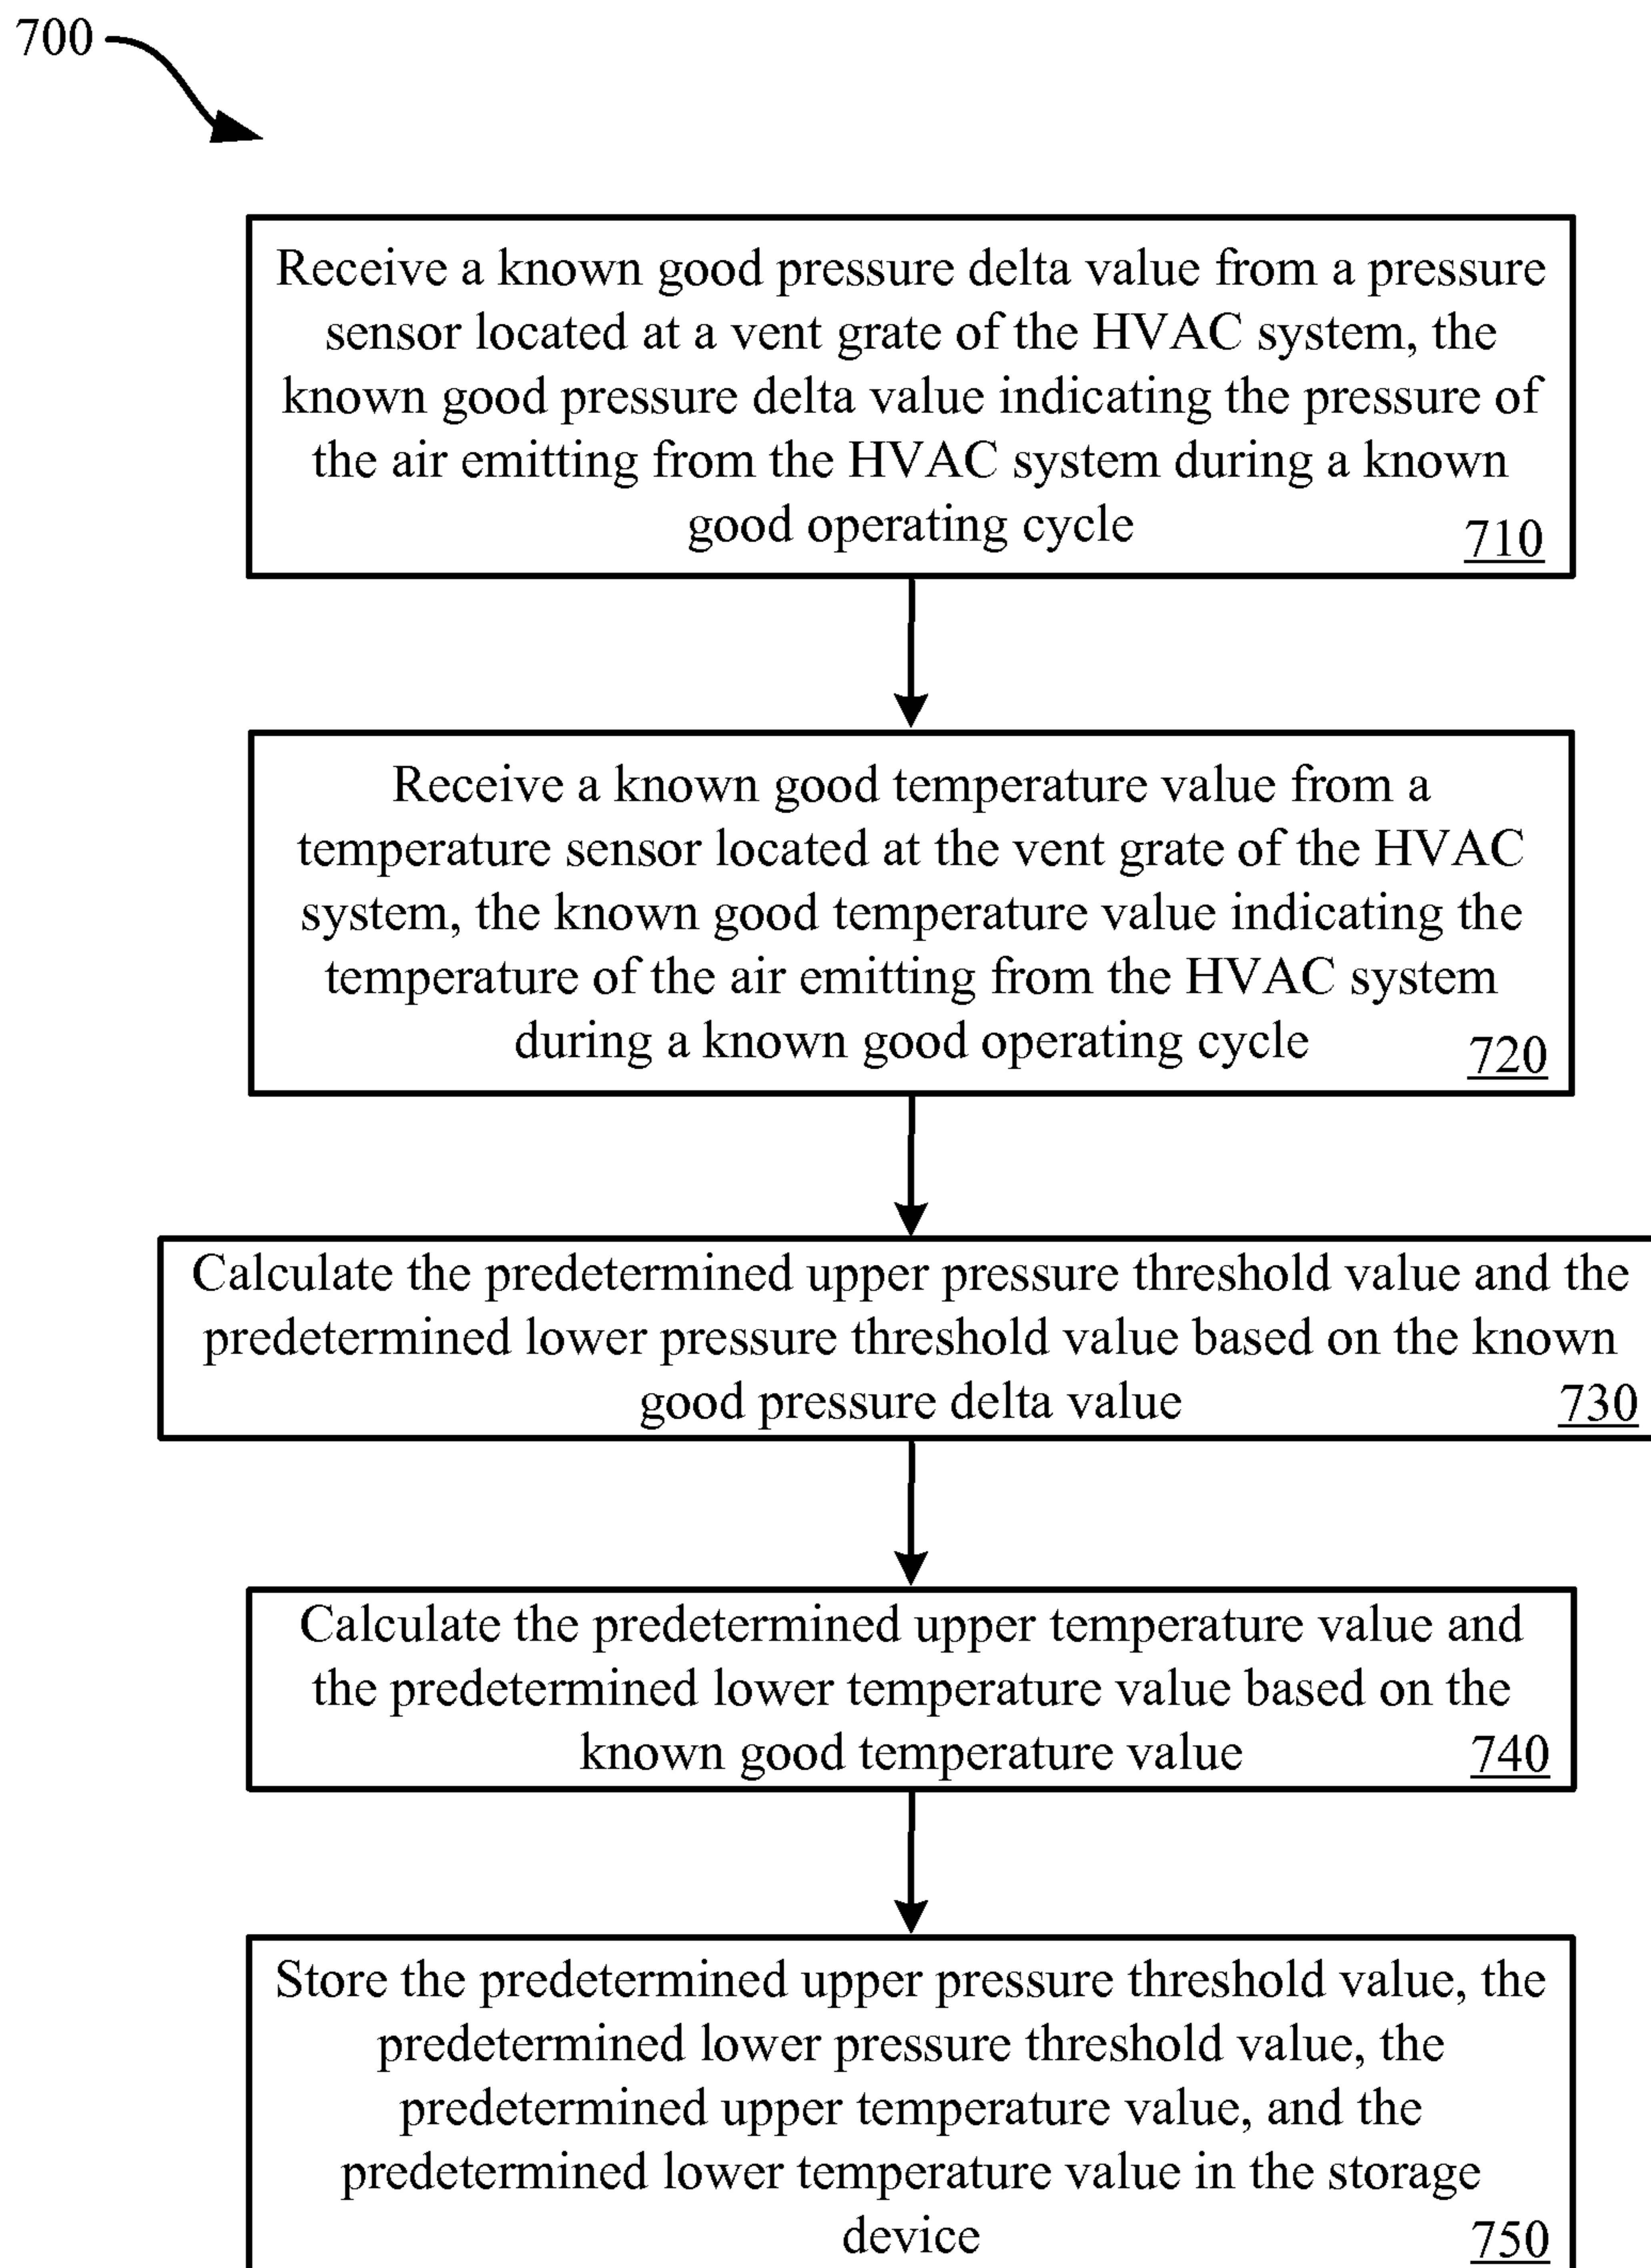 700
Receive a known good pressure delta value from a pressure
sensor located at a vent grate of the HVAC system, the
known good pressure delta value indicating the pressure of
the air emitting from the HVAC system during a known
good operating cycle
710
Receive a known good temperature value from a
temperature sensor located at the vent grate of the HVAC
system, the known good temperature value indicating the
temperature of the air emitting from the HVAC system
during a known good operating cycle
720
Calculate the predetermined upper pressure threshold value and the
predetermined lower pressure threshold value based on the known
good pressure delta value
730
Calculate the predetermined upper temperature value and
the predetermined lower temperature value based on the
known good temperature value
740
Store the predetermined upper pressure threshold value, the
predetermined lower pressure threshold value, the
predetermined upper temperature value, and the
predetermined lower temperature value in the storage
device
750